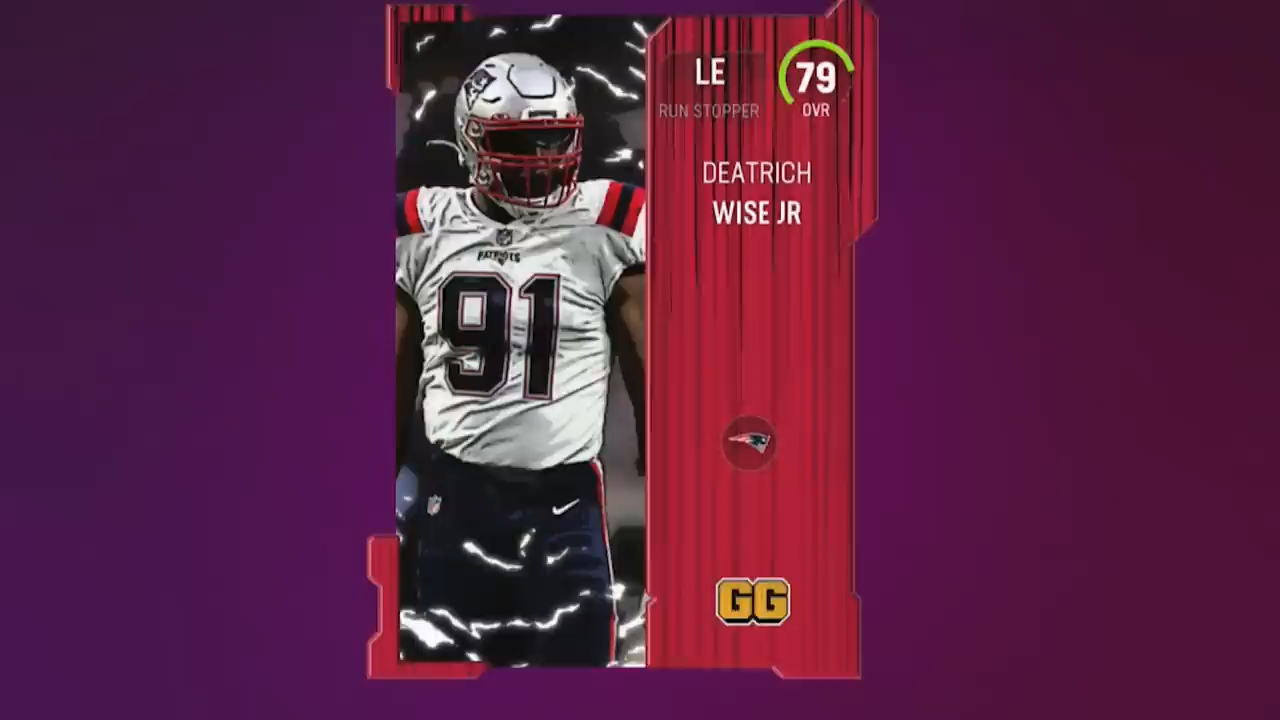 LE
79
RUN STOPPER
OVR
DEATRICH
WISE JR
PATRIOTS
91
GG